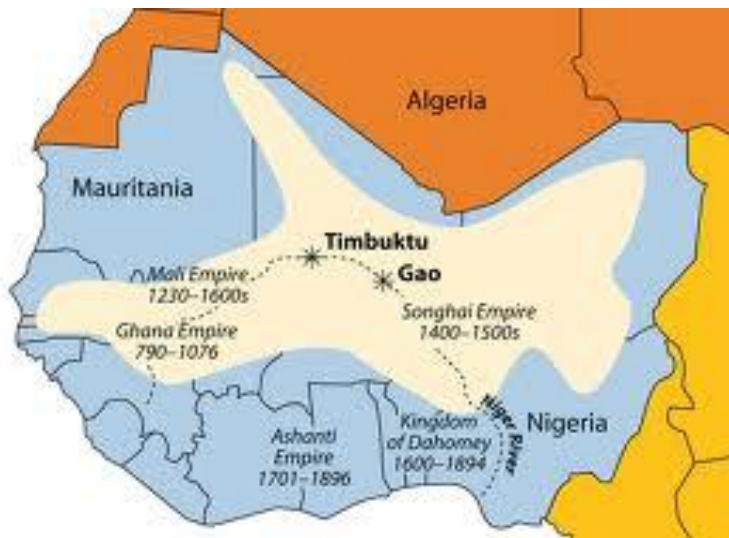 Algeria
Mauritania
Timbuktu
Gao
Mali Empire
1230–1600s
Songhai Empire
1400–1500s
Ghana Empire
790–1076
Niger River
Nigeria
Kingdom
of Dahomey
1600–1894
Ashanti
Empire
1701–1896